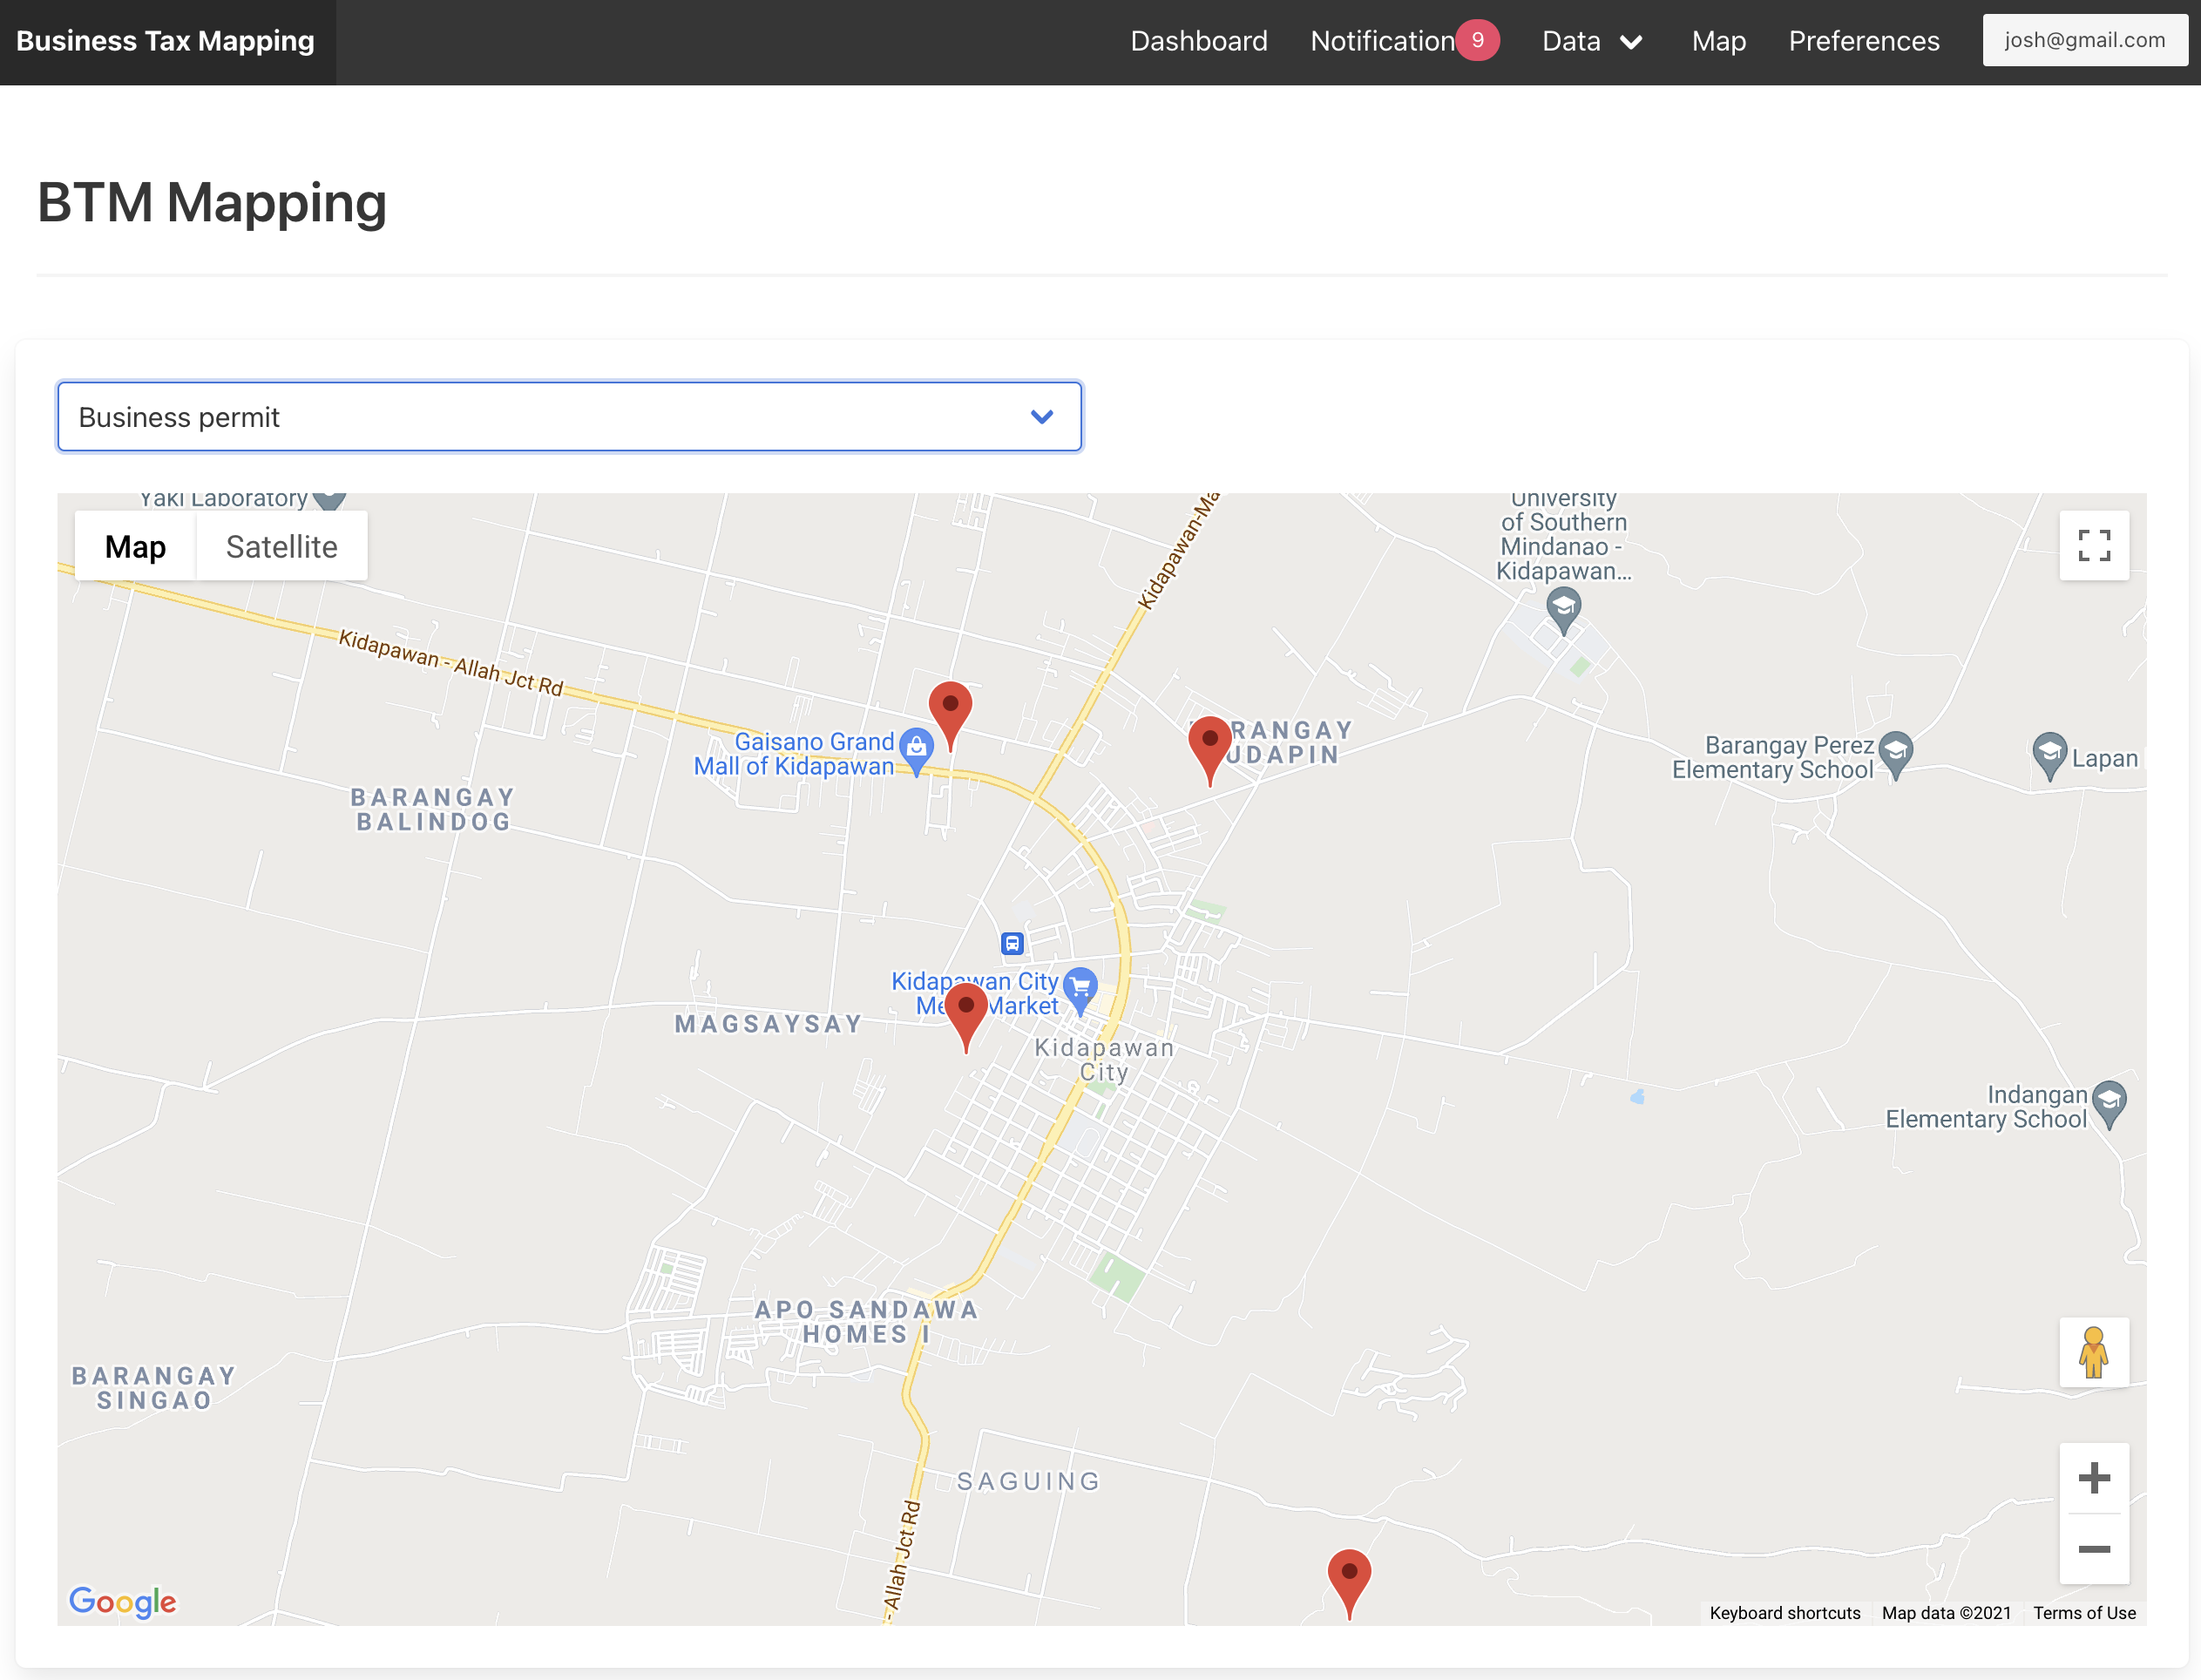 Business Tax Mapping
Dashboard
Notification 9
Data
Map
Preferences
josh@gmail.com
BTM Mapping
Business permit
Yaki Laboratory
Map
Satellite
Kidapawan - Allah Jct Rd
Kidapawan-Ma
University
of Southern
Mindanao -
Kidapawan...
Gaisano Grand
Mall of Kidapawan
RANGAY
UDAPIN
Barangay Perez
Elementary School
Lapan
BARANGAY
BALINDOG
Kidapawan City
Me Market
MAGSAYSAY
Kidapawan
City
Indangan
Elementary School
APO SANDAWA
HOMES I
BARANGAY
SINGAO
SAGUING
- Allah Jct Rd
Google
Keyboard shortcuts
Map data ©2021
Terms of Use